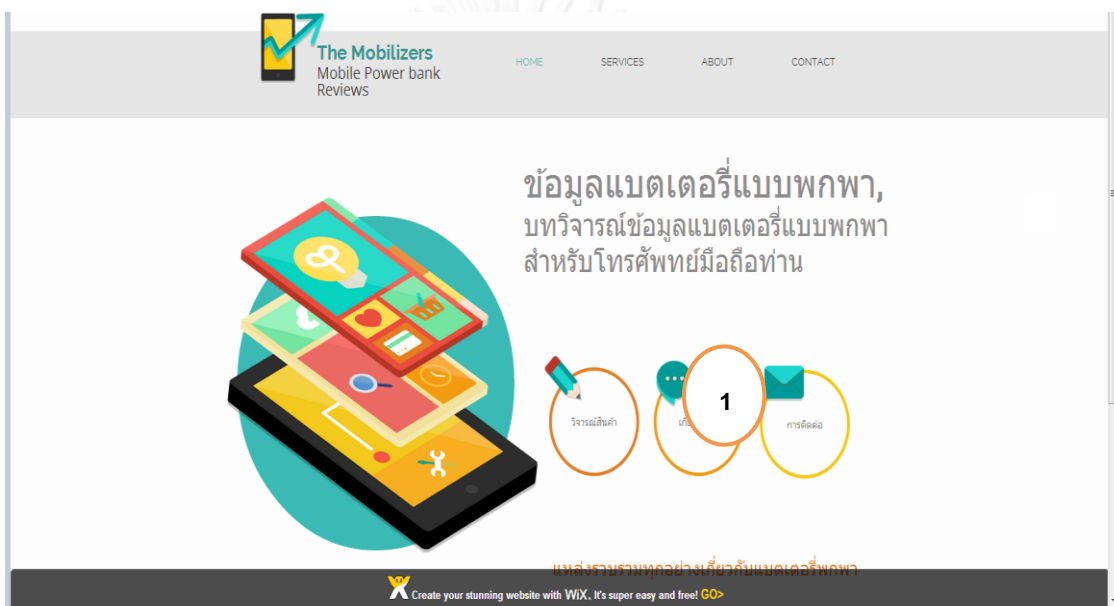 The Mobilizers
Mobile Power bank
Reviews
HOME SERVICES ABOUT CONTACT
ข้อมูลแบตเตอรี่แบบพกพา,
บทวิจารณ์ข้อมูลแบตเตอรี่แบบพกพา
สำหรับโทรศัพทย์มือถือท่าน
วิจารณ์สินค้า
1
การติดต่อ
แหล่งรวบรวมทุกอย่างเกี่ยวกับแบตเตอรี่พกพา
Create your stunning website with WiX. It's super easy and free! GO>